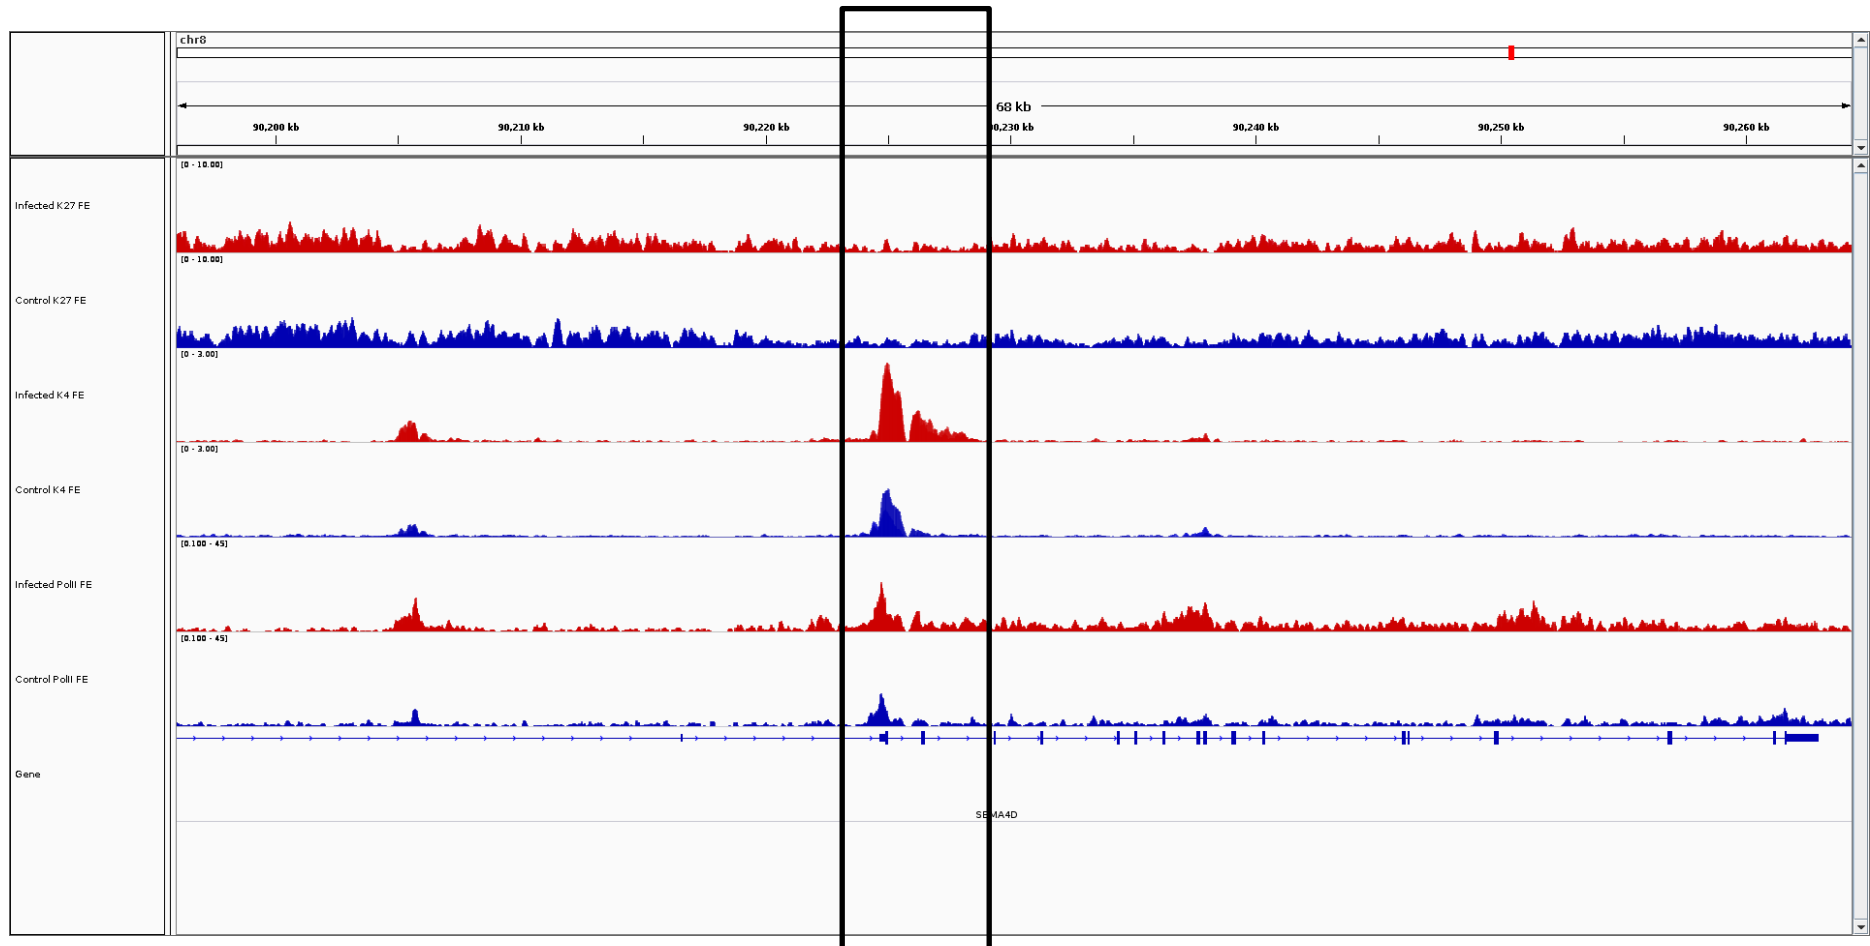 chr8
68 kb
90,200 kb 90,210 kb 90,220 kb 90,230 kb 90,240 kb 90,250 kb 90,260 kb
[0 - 10.00]
Infected K27 FE
[0 - 10.00]
Control K27 FE
[0 - 3.00]
Infected K4 FE
[0 - 3.00]
Control K4 FE
[0.100 - 45]
Infected PolII FE
[0.100 - 45]
Control PolII FE
Gene
SEMA4D